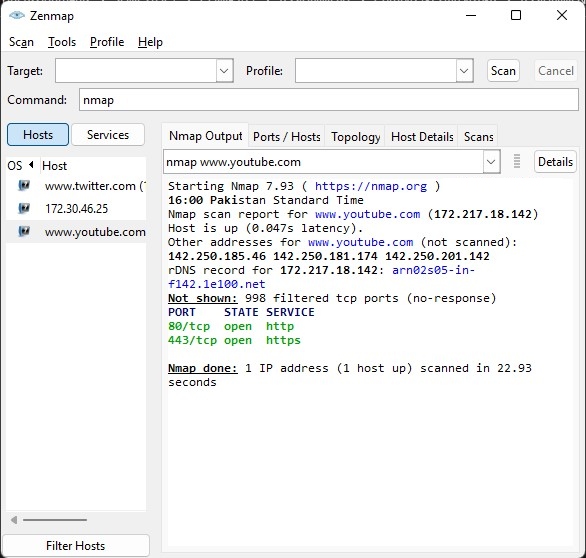 Zenmap
Scan Tools Profile Help
Target: Profile: Scan Cancel
Command: nmap
Hosts Services
Nmap Output Ports / Hosts Topology Host Details Scans
OS Host
nmap www.youtube.com Details
www.twitter.com (
172.30.46.25
www.youtube.com
Starting Nmap 7.93 ( https://nmap.org )
16:00 Pakistan Standard Time
Nmap scan report for www.youtube.com (172.217.18.142)
Host is up (0.047s latency).
Other addresses for www.youtube.com (not scanned):
142.250.185.46 142.250.181.174 142.250.201.142
rDNS record for 172.217.18.142: arn02s05-in-
f142.1e100.net
Not shown: 998 filtered tcp ports (no-response)
PORT STATE SERVICE
80/tcp open http
443/tcp open https
Nmap done: 1 IP address (1 host up) scanned in 22.93
seconds
Filter Hosts